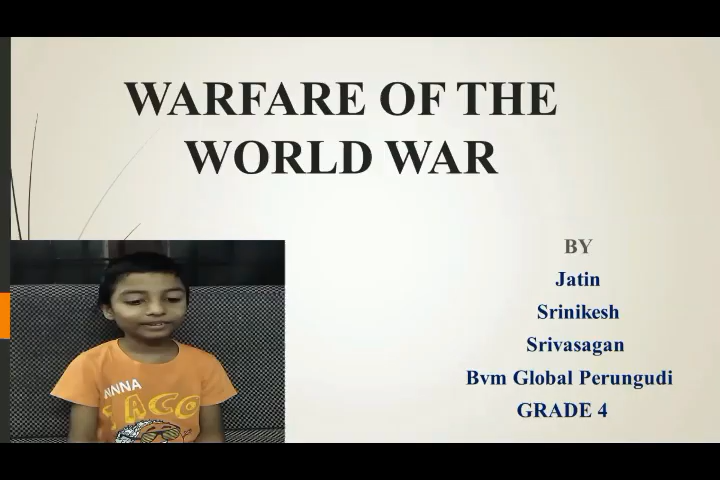 WARFARE OF THE
WORLD WAR
BY
Jatin
Srinikesh
Srivasagan
Bvm Global Perungudi
GRADE 4